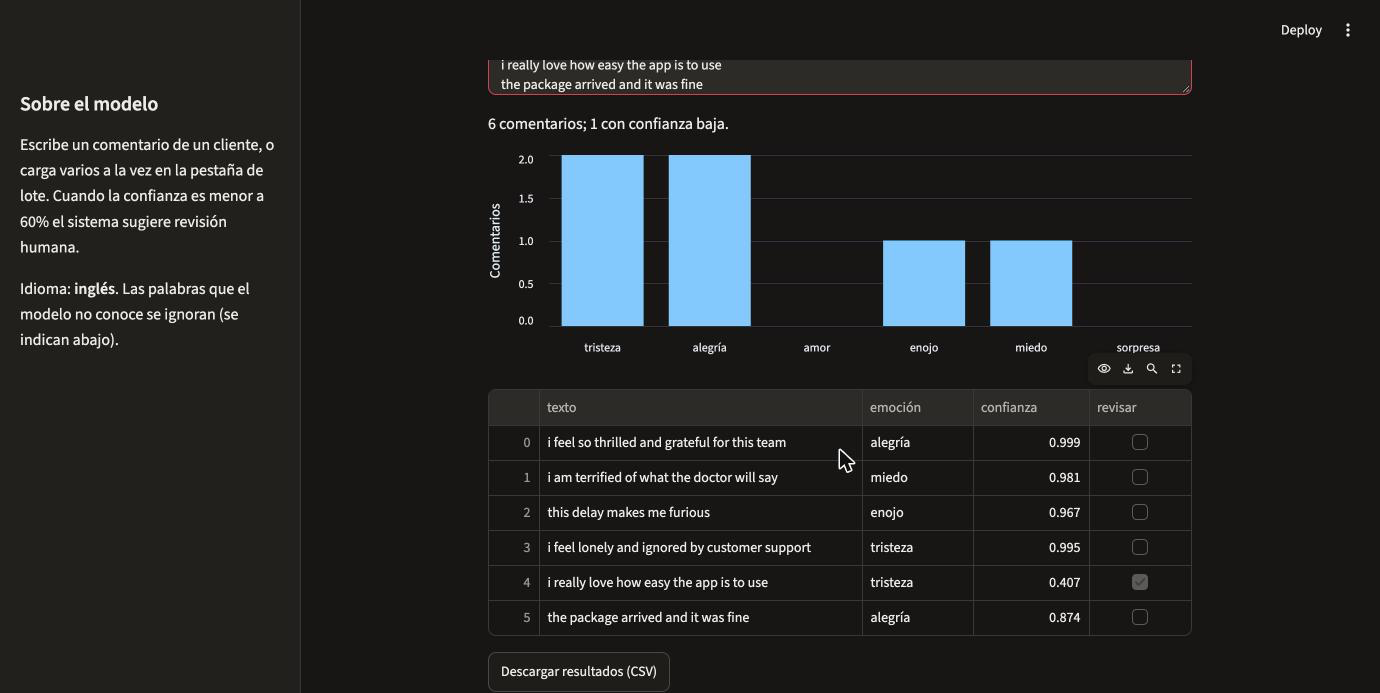 Deploy
Sobre el modelo
Escribe un comentario de un cliente, o
carga varios a la vez en la pestaña de
lote. Cuando la confianza es menor a
60% el sistema sugiere revisión
humana.
Idioma: inglés. Las palabras que el
modelo no conoce se ignoran (se
indican abajo).
i really love how easy the app is to use
the package arrived and it was fine
6 comentarios; 1 con confianza baja.
Comentarios
2.0
1.5
1.0
0.5
0.0
tristeza alegría amor enojo miedo sorpresa
texto emoción confianza revisar
0 i feel so thrilled and grateful for this team alegría 0.999
1 i am terrified of what the doctor will say miedo 0.981
2 this delay makes me furious enojo 0.967
3 i feel lonely and ignored by customer support tristeza 0.995
4 i really love how easy the app is to use tristeza 0.407
5 the package arrived and it was fine alegría 0.874
Descargar resultados (CSV)